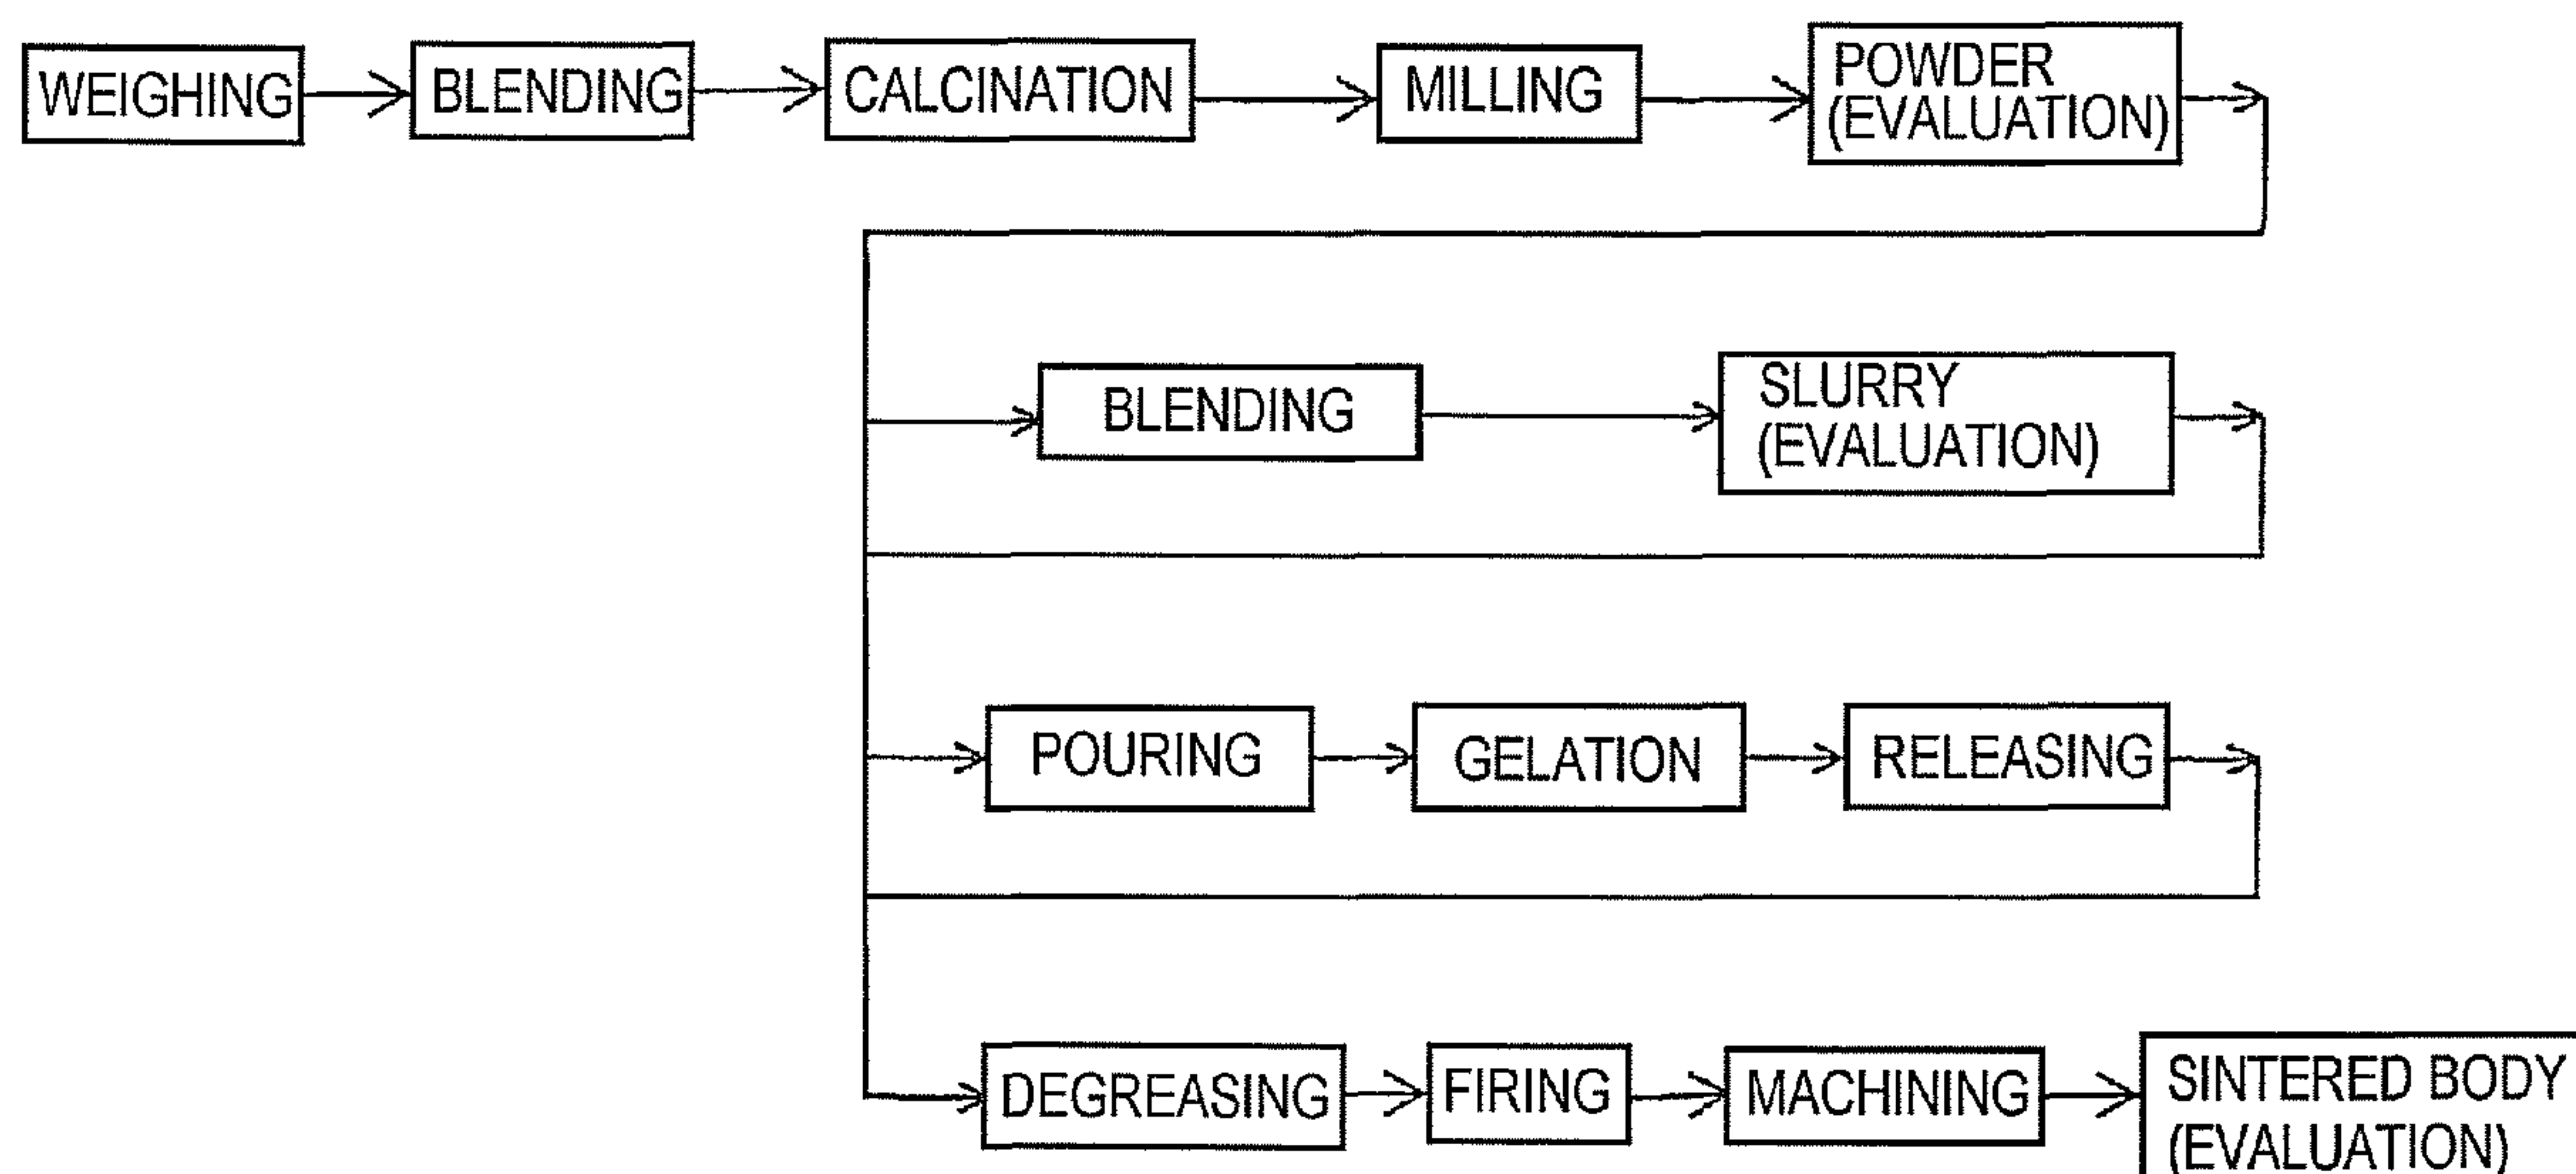 WEIGHING
BLENDING
CALCINATION
MILLING
POWDER
(EVALUATION)
BLENDING
SLURRY
(EVALUATION)
POURING
GELATION
RELEASING
DEGREASING
FIRING
MACHINING
SINTERED BODY
(EVALUATION)